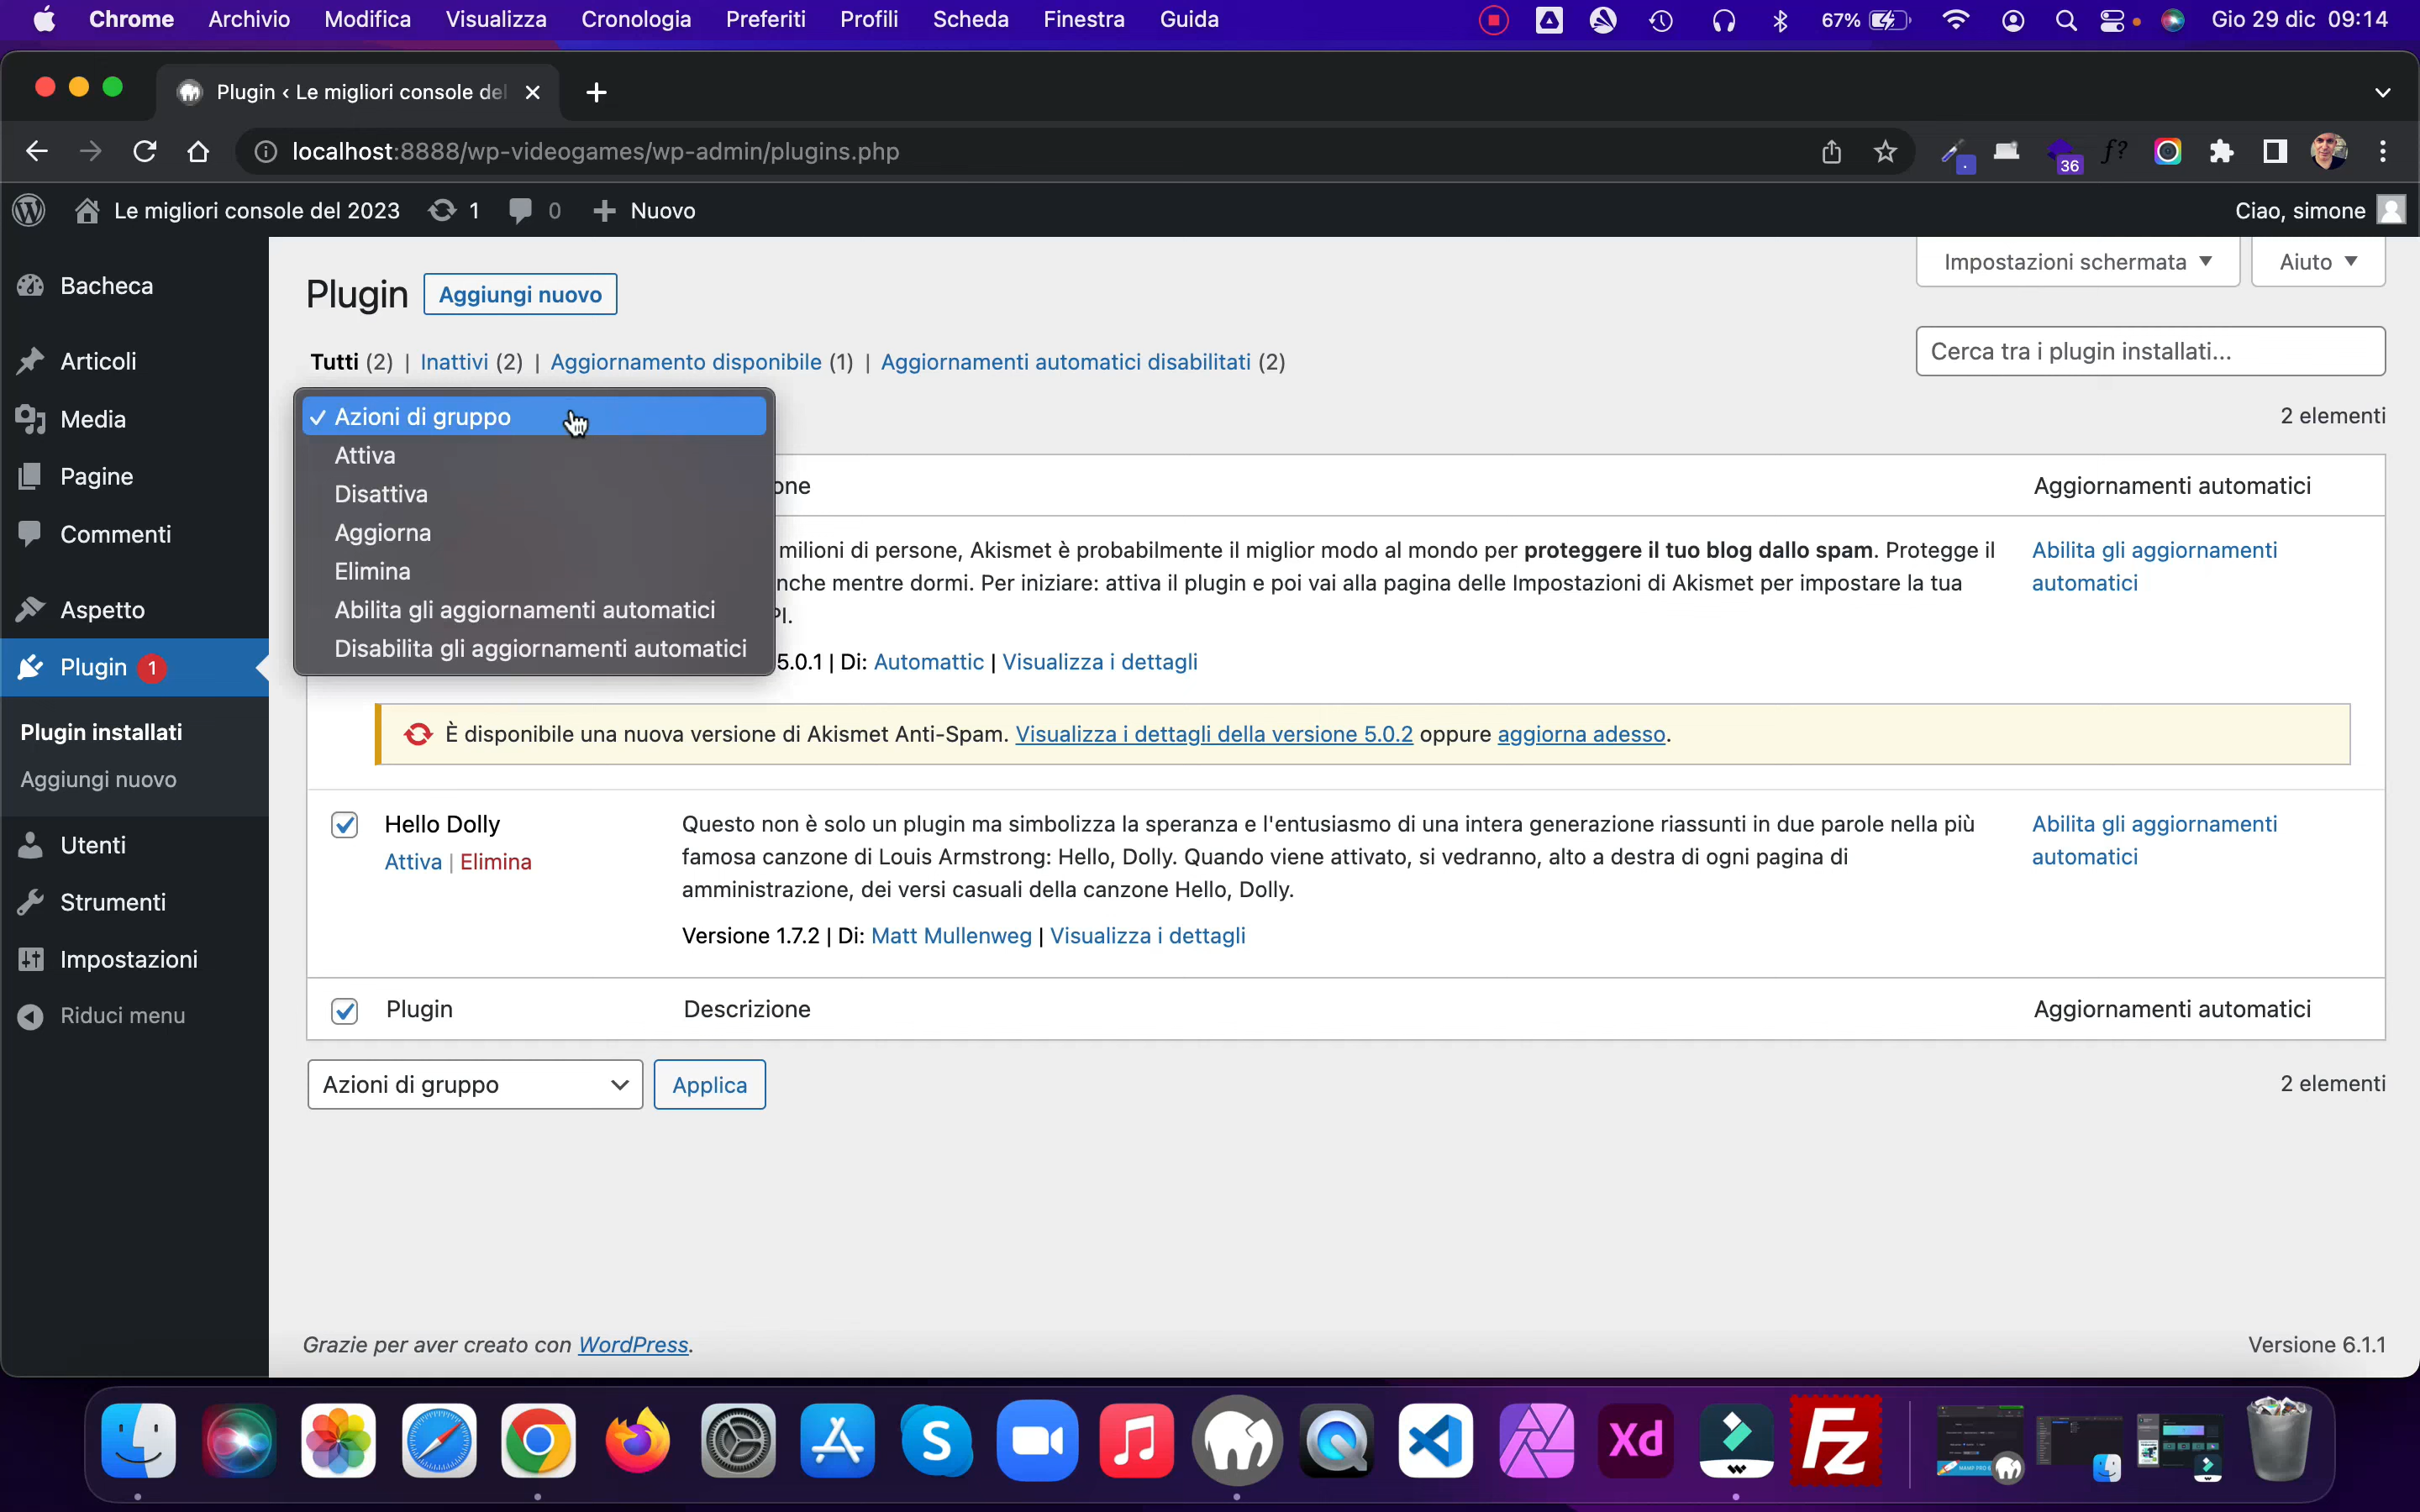 Chrome Archivio Modifica Visualizza Cronologia Preferiti Profili Scheda Finestra Guida 67% Gio 29 dic 09:14
Plugin ‹ Le migliori console del
localhost:8888/wp-videogames/wp-admin/plugins.php
36
Le migliori console del 2023 1 0 Nuovo Ciao, simone
Bacheca
Articoli
Media
Pagine
Commenti
Aspetto
Plugin 1
Plugin installati
Aggiungi nuovo
Utenti
Strumenti
Impostazioni
Riduci menu
Impostazioni schermata Aiuto
Plugin Aggiungi nuovo
Cerca tra i plugin installati...
Tutti (2) | Inattivi (2) | Aggiornamento disponibile (1) | Aggiornamenti automatici disabilitati (2)
2 elementi
Azioni di gruppo
Attiva
Disattiva
Aggiorna
Elimina
Abilita gli aggiornamenti automatici
Disabilita gli aggiornamenti automatici
one Aggiornamenti automatici
milioni di persone, Akismet è probabilmente il miglior modo al mondo per proteggere il tuo blog dallo spam. Protegge il
nche mentre dormi. Per iniziare: attiva il plugin e poi vai alla pagina delle Impostazioni di Akismet per impostare la tua
PI.
5.0.1 | Di: Automattic | Visualizza i dettagli
Abilita gli aggiornamenti
automatici
È disponibile una nuova versione di Akismet Anti-Spam. Visualizza i dettagli della versione 5.0.2 oppure aggiorna adesso.
Hello Dolly
Attiva | Elimina
Questo non è solo un plugin ma simbolizza la speranza e l'entusiasmo di una intera generazione riassunti in due parole nella più
famosa canzone di Louis Armstrong: Hello, Dolly. Quando viene attivato, si vedranno, alto a destra di ogni pagina di
amministrazione, dei versi casuali della canzone Hello, Dolly.
Versione 1.7.2 | Di: Matt Mullenweg | Visualizza i dettagli
Abilita gli aggiornamenti
automatici
Plugin Descrizione Aggiornamenti automatici
Azioni di gruppo Applica 2 elementi
Grazie per aver creato con WordPress. Versione 6.1.1
S Xd Fz